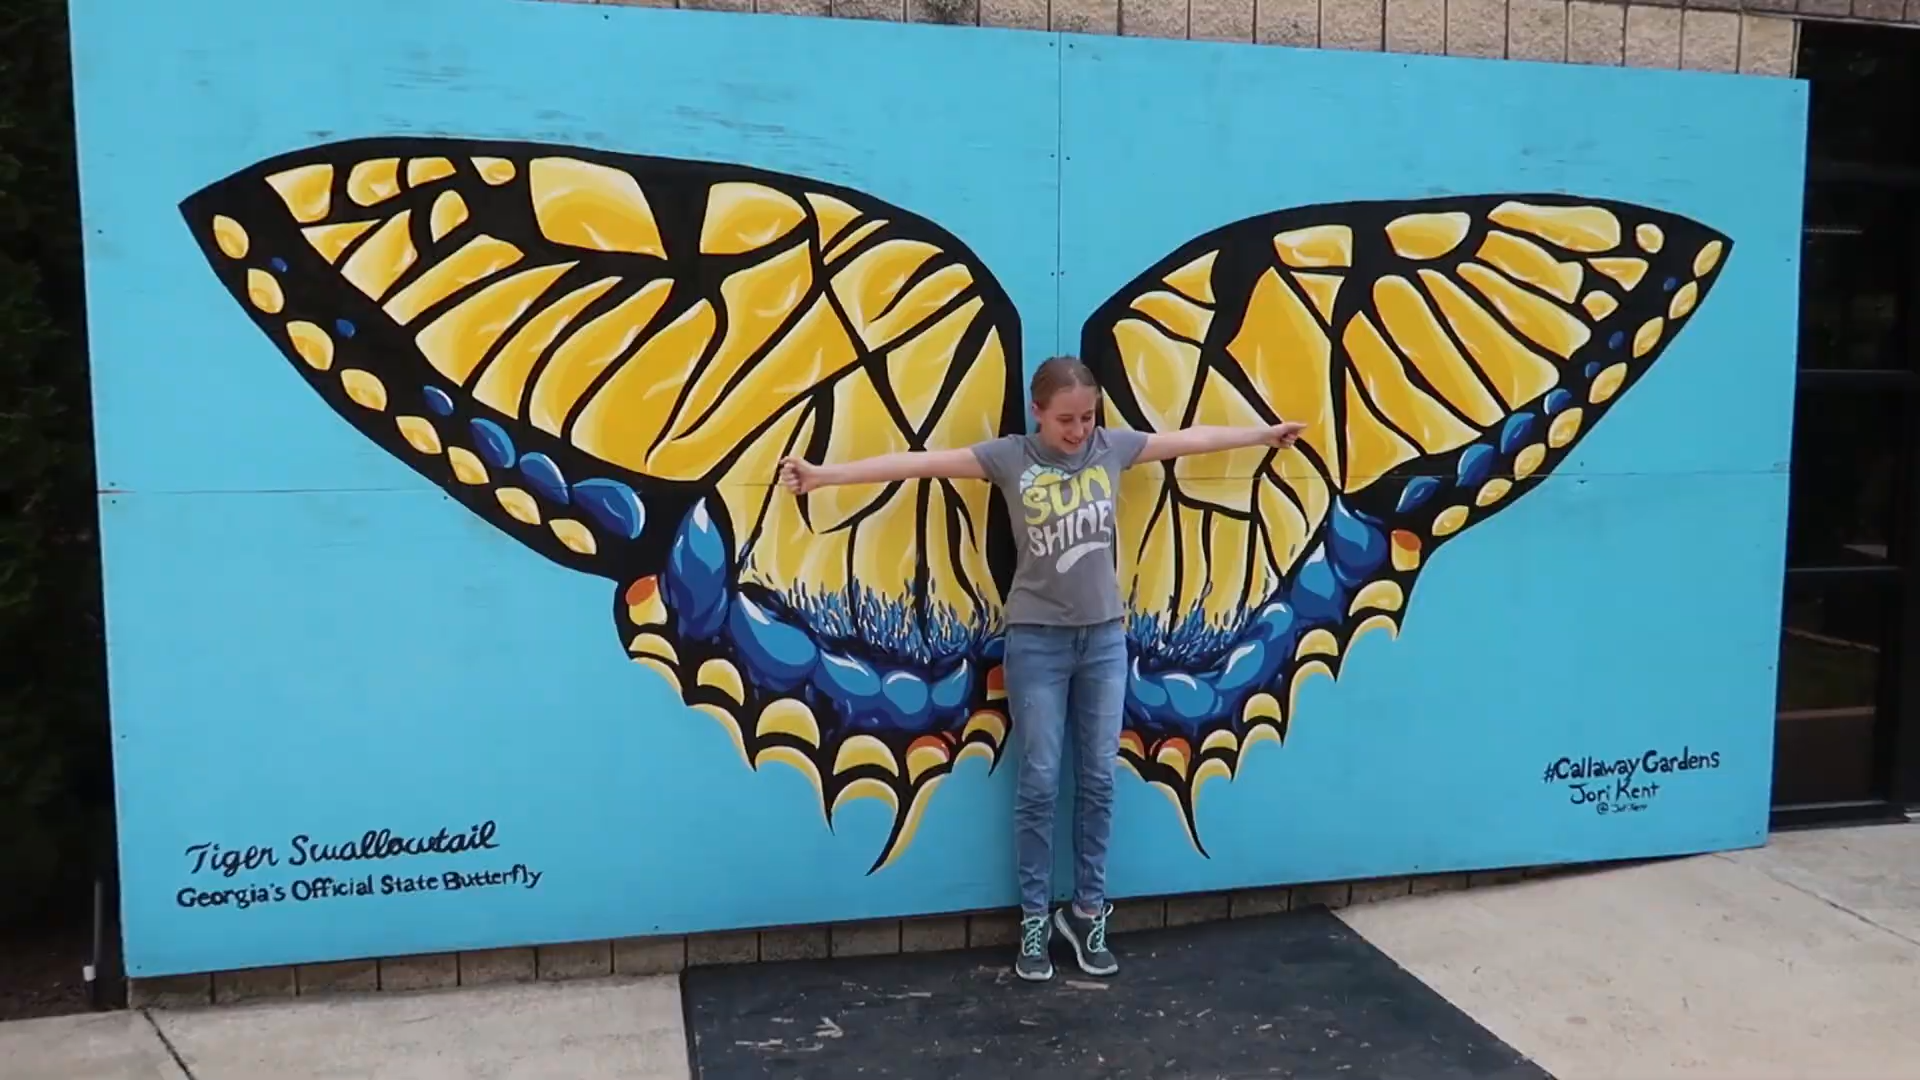 SUN
SHINE
Tiger Swallowtail
Georgia's Official State Butterfly
#Callaway Gardens
Jori Kent